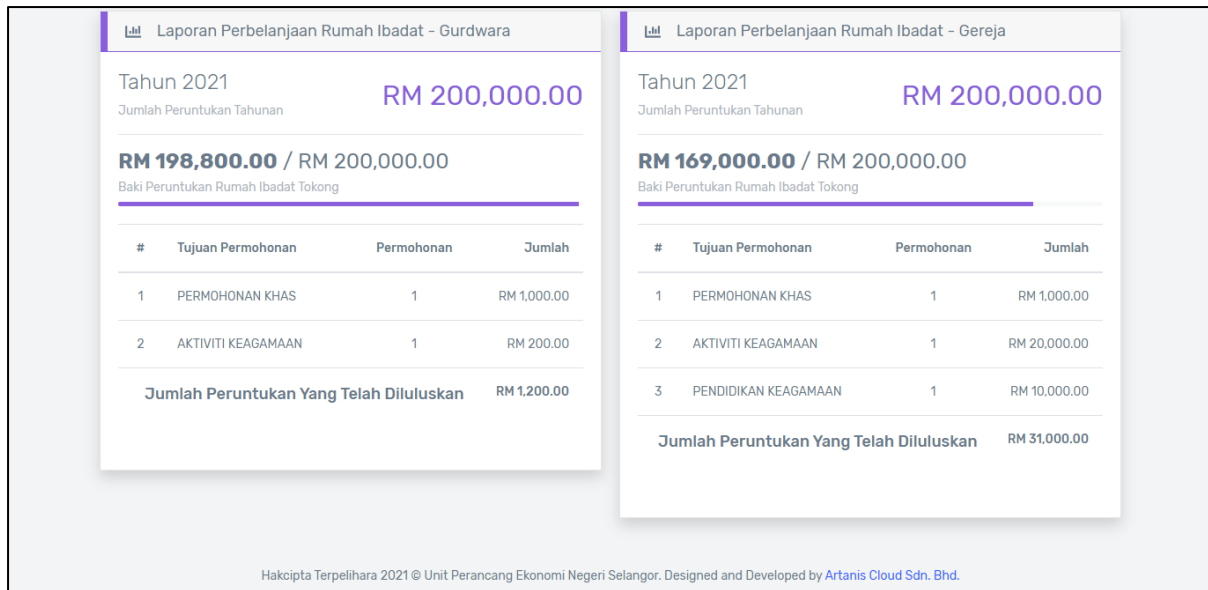 Laporan Perbelanjaan Rumah Ibadat - Gurdwara
Tahun 2021
Jumlah Peruntukan Tahunan
RM 200,000.00
RM 198,800.00 / RM 200,000.00
Baki Peruntukan Rumah Ibadat Tokong
# Tujuan Permohonan Permohonan Jumlah
1 PERMOHONAN KHAS 1 RM 1,000.00
2 AKTIVITI KEAGAMAAN 1 RM 200.00
Jumlah Peruntukan Yang Telah Diluluskan RM 1,200.00
Laporan Perbelanjaan Rumah Ibadat - Gereja
Tahun 2021
Jumlah Peruntukan Tahunan
RM 200,000.00
RM 169,000.00 / RM 200,000.00
Baki Peruntukan Rumah Ibadat Tokong
# Tujuan Permohonan Permohonan Jumlah
1 PERMOHONAN KHAS 1 RM 1,000.00
2 AKTIVITI KEAGAMAAN 1 RM 20,000.00
3 PENDIDIKAN KEAGAMAAN 1 RM 10,000.00
Jumlah Peruntukan Yang Telah Diluluskan RM 31,000.00
Hakcipta Terpelihara 2021 © Unit Perancang Ekonomi Negeri Selangor. Designed and Developed by Artanis Cloud Sdn. Bhd.